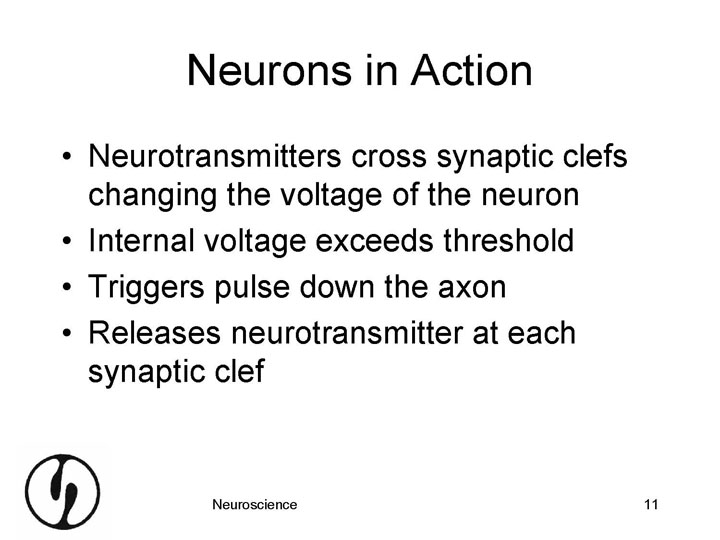 Neurons in Action
• Neurotransmitters cross synaptic clefs
changing the voltage of the neuron
• Internal voltage exceeds threshold
• Triggers pulse down the axon
• Releases neurotransmitter at each
synaptic clef
Neuroscience
11